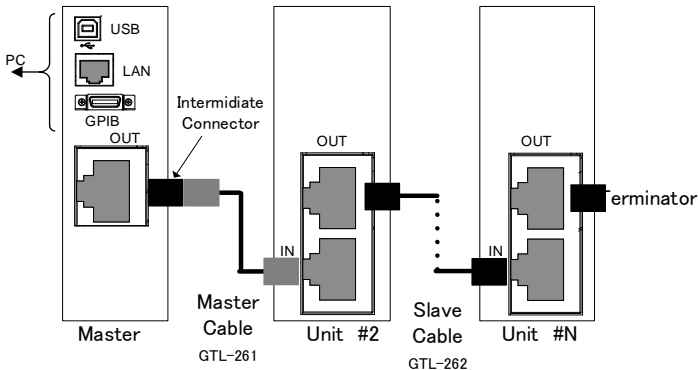 USB
PC
LAN
GPIB
OUT
Intermidiate
Connector
OUT
OUT
erminator
IN
IN
Master
Cable
GTL-261
Slave
Cable
GTL-262
Master
Unit #2
Unit #N